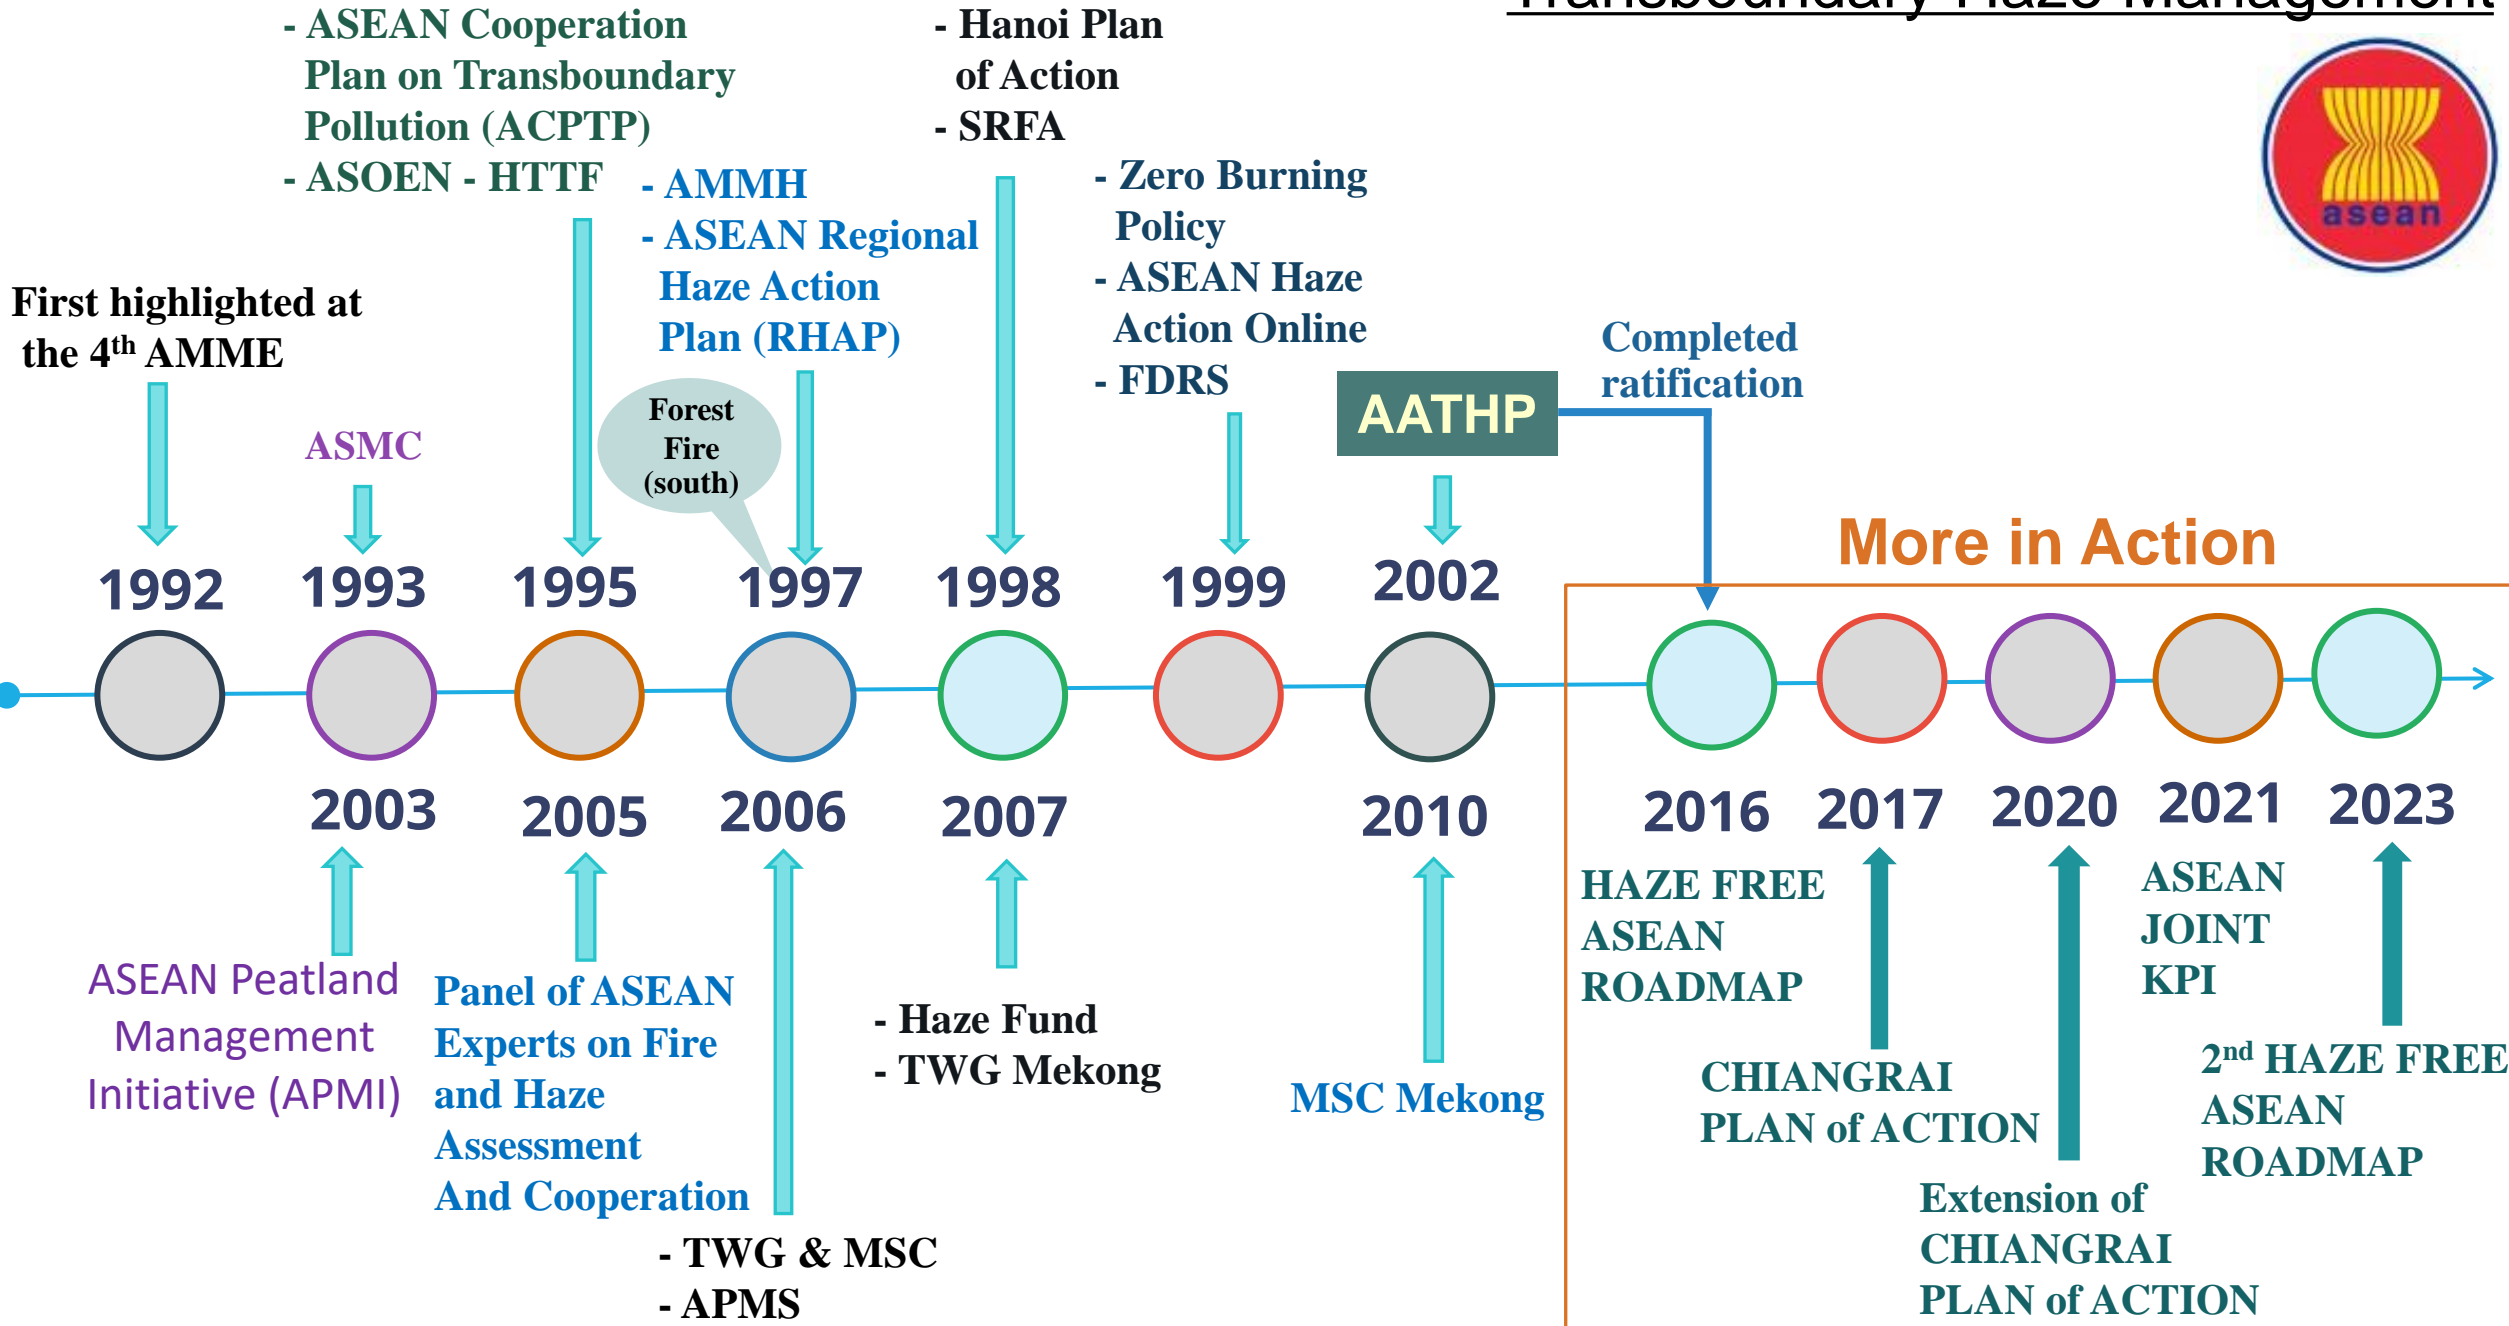 Transboundary Haze Management
- ASEAN Cooperation
Plan on Transboundary
Pollution (ACPTP)
- ASOEN - HTTF
- Hanoi Plan
of Action
- SRFA
asean
- AMMH
- ASEAN Regional
Haze Action
Plan (RHAP)
- Zero Burning
Policy
- ASEAN Haze
Action Online
- FDRS
First highlighted at
the 4th AMME
ASMC
Forest
Fire
(south)
AATHP
Completed
ratification
More in Action
1992
1993
1995
1997
1998
1999
2002
2003
2005
2006
2007
2010
2016
2017
2020
2021
2023
ASEAN Peatland
Management
Initiative (APMI)
Panel of ASEAN
Experts on Fire
and Haze
Assessment
And Cooperation
- TWG & MSC
- APMS
- Haze Fund
- TWG Mekong
MSC Mekong
HAZE FREE
ASEAN
ROADMAP
CHIANGRAI
PLAN of ACTION
Extension of
CHIANGRAI
PLAN of ACTION
ASEAN
JOINT
KPI
2nd HAZE FREE
ASEAN
ROADMAP